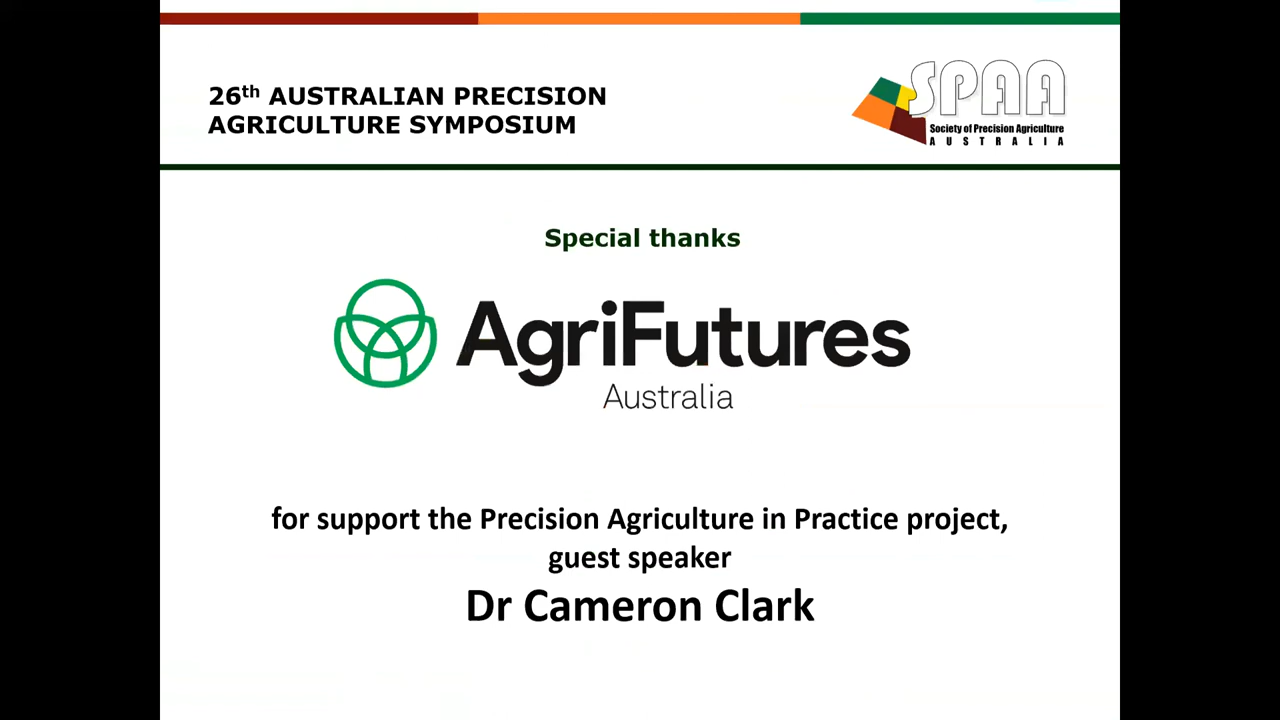 26th AUSTRALIAN PRECISION
AGRICULTURE SYMPOSIUM
SPAA
Society of Precision Agriculture
AUSTRALIA
Special thanks
AgriFutures
Australia
for support the Precision Agriculture in Practice project,
guest speaker
Dr Cameron Clark